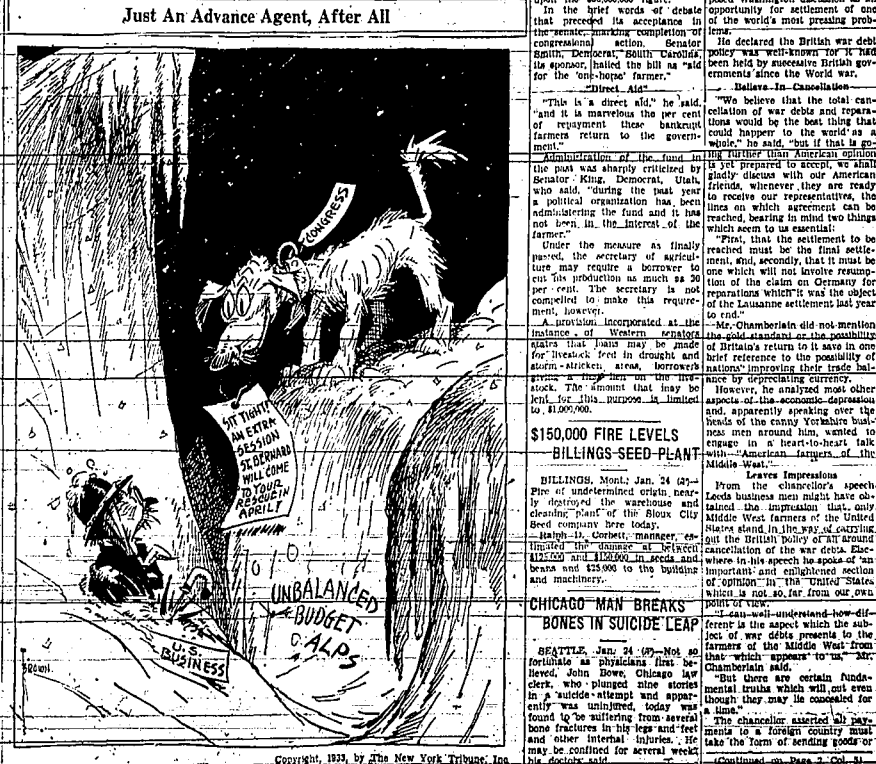 Just An Advance Agent, After All
CONGRESS
SIT TIGHT!
AN EXTRA
SESSION
ST. BERNARD
WILL COME
TO YOUR
RESCUE IN
APRIL!
UNBALANCED
BUDGET
ALPS
U.S.
BUSINESS
BROWN
Copyright, 1933, by The New York Tribune, Inc
In the brief words of debate
that preceded its acceptance in
the senate, marking completion of
congressional action, Senator
Smith, Democrat, South Carolina,
its sponsor, hailed the bill as "aid
for the 'one-horse' farmer."
"Direct Aid"
"This is a direct aid," he said,
"and it is marvelous the per cent
of repayment these bankrupt
farmers return to the govern-
ment."
Administration of the fund in
the past was sharply criticized by
Senator King, Democrat, Utah,
who said, "during the past year
a political organization has been
administering the fund and it has
not been in the interest of the
farmer."
Under the measure as finally
passed, the secretary of agricul-
ture may require a borrower to
cut his production as much as 30
per cent. The secretary is not
compelled to make this require-
ment, however.
A provision incorporated at the
instance of Western senators
states that loans may be made
for livestock feed in drought and
storm-stricken areas, borrowers
giving a first lien on the live-
stock. The amount that may be
lent for this purpose is limited
to $1,000,000.
$150,000 FIRE LEVELS
BILLINGS SEED PLANT
BILLINGS, Mont., Jan. 24 (AP)—
Fire of undetermined origin near-
ly destroyed the warehouse and
cleaning plant of the Sioux City
Seed company here today.
Ralph D. Corbett, manager, es-
timated the damage at between
$125,000 and $150,000 in seeds and
beans and $25,000 to the building
and machinery.
CHICAGO MAN BREAKS
BONES IN SUICIDE LEAP
SEATTLE, Jan. 24 (AP)—Not so
fortunate as physicians first be-
lieved, John Bowe, Chicago law
clerk, who plunged nine stories
in a suicide attempt and appar-
ently was uninjured, today was
found to be suffering from several
bone fractures in his legs and feet
and other internal injuries. He
may be confined for several weeks
his doctors said.
opportunity for settlement of one
of the world's most pressing prob-
lems.
He declared the British war debt
policy was well-known for it had
been held by successive British gov-
ernments since the World war.
Believe In Cancellation
"We believe that the total can-
cellation of war debts and repara-
tions would be the best thing that
could happen to the world as a
whole," he said, "but if that is go-
ing further than American opinion
is yet prepared to accept, we shall
gladly discuss with our American
friends, whenever they are ready
to receive our representatives, the
lines on which agreement can be
reached, bearing in mind two things
which seem to us essential:
"First, that the settlement to be
reached must be the final settle-
ment, and, secondly, that it must be
one which will not involve resump-
tion of the claim on Germany for
reparations which it was the object
of the Lausanne settlement last year
to end."
Mr. Chamberlain did not mention
the gold standard or the possibility
of Britain's return to it save in one
brief reference to the possibility of
nations improving their trade bal-
ance by depreciating currency.
However, he analyzed most other
aspects of the economic depression
and, apparently speaking over the
heads of the canny Yorkshire busi-
ness men around him, wanted to
engage in a heart-to-heart talk
with "American farmers of the
Middle West."
Leaves Impressions
From the chancellor's speech
Leeds business men might have ob-
tained the impression that only
Middle West farmers of the United
States stand in the way of carrying
out the British policy of all around
cancellation of the war debts. Else-
where in his speech he spoke of "an
important and enlightened section
of opinion in the United States
which is not so far from our own
point of view.
"I can well understand how dif-
ferent is the aspect which the sub-
ject of war debts presents to the
farmers of the Middle West from
that which appears to us," Mr.
Chamberlain said.
"But there are certain funda-
mental truths which will out even
though they may lie concealed for
a time."
The chancellor asserted all pay-
ments to a foreign country must
take the form of sending goods or
(Continued on Page 2, Col. 5)